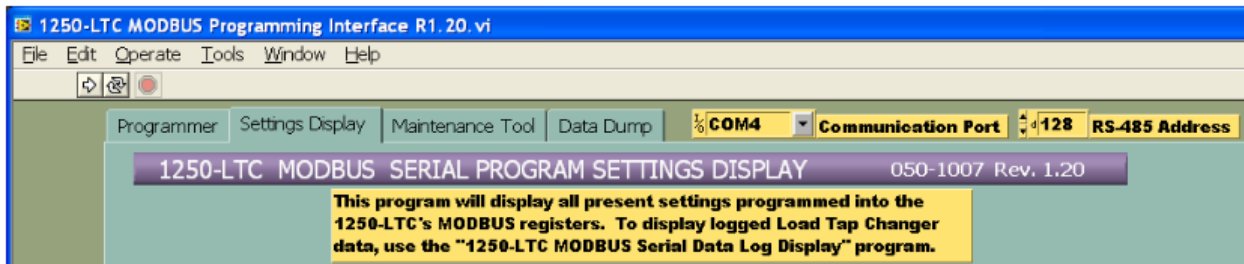 1250-LTC MODBUS Programming Interface R1.20.vi
File Edit Operate Tools Window Help
Programmer Settings Display Maintenance Tool Data Dump I/O COM4 Communication Port d 128 RS-485 Address
1250-LTC MODBUS SERIAL PROGRAM SETTINGS DISPLAY 050-1007 Rev. 1.20
This program will display all present settings programmed into the
1250-LTC's MODBUS registers. To display logged Load Tap Changer
data, use the "1250-LTC MODBUS Serial Data Log Display" program.